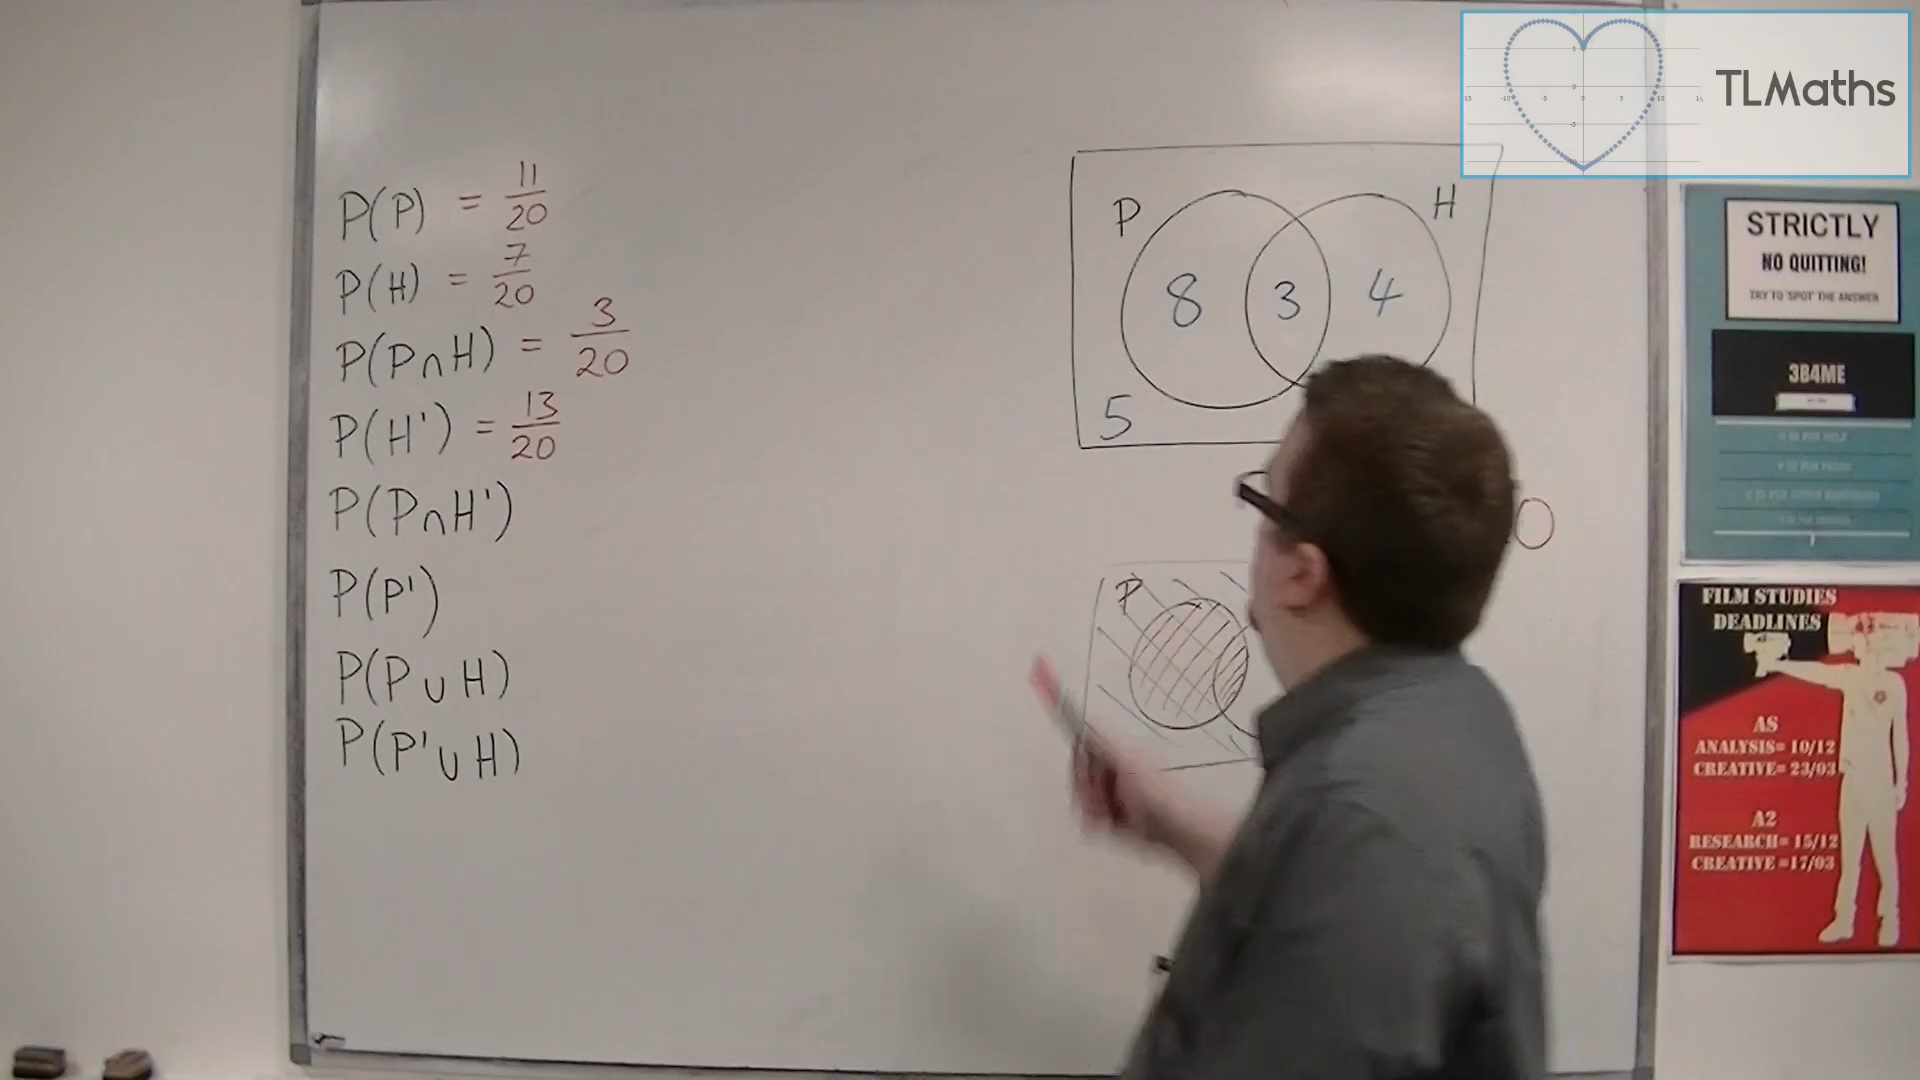 TLMaths
P(P) = 11/20
P(H) = 7/20
P(P∩H) = 3/20
P(H') = 13/20
P(P∩H')
P(P')
P(P∪H)
P(P'∪H)
P H
8 3 4
5
0
P
STRICTLY
NO QUITTING!
TRY TO 'SPOT' THE ANSWER
3B4ME
FILM STUDIES
DEADLINES
AS
ANALYSIS= 10/12
CREATIVE= 23/03
A2
RESEARCH= 15/12
CREATIVE =17/03